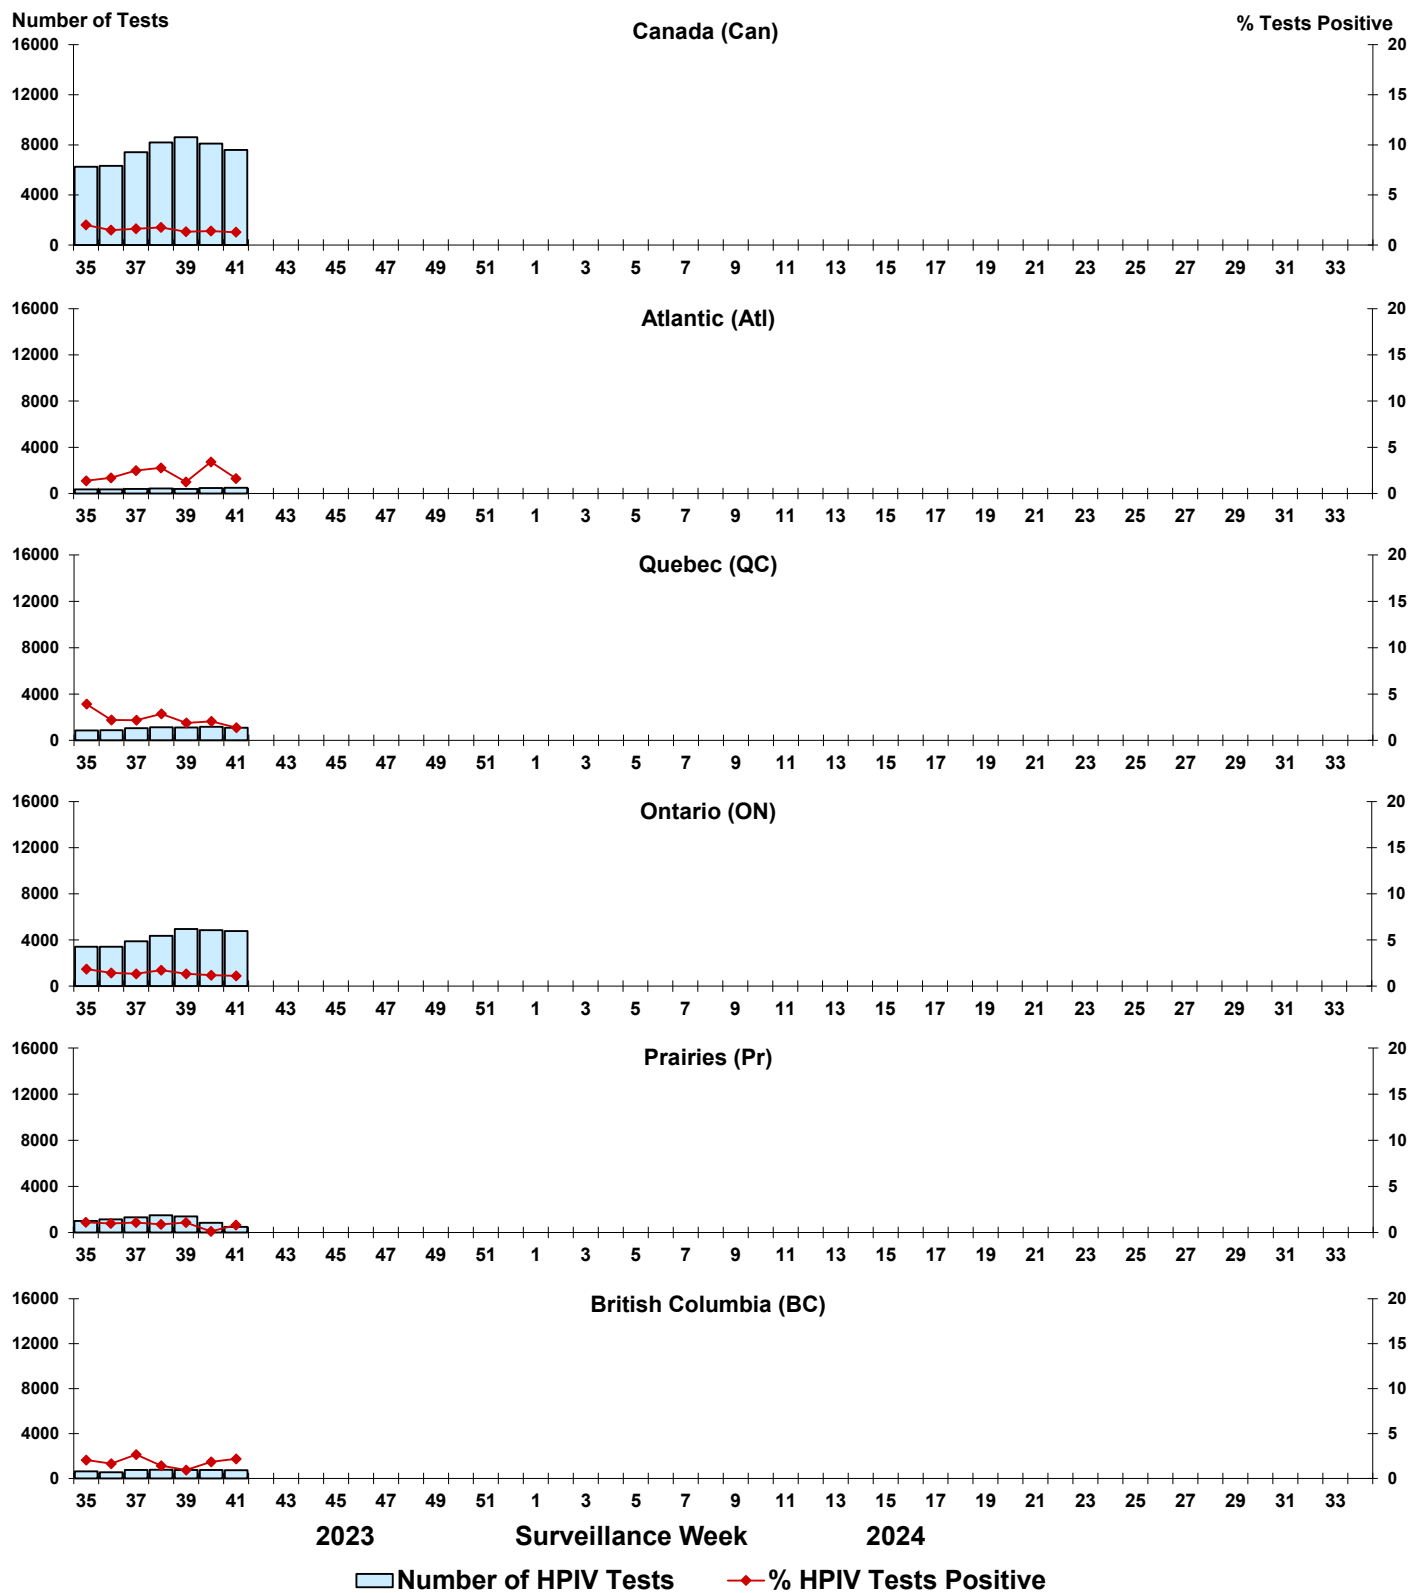 Number of Tests
Canada (Can)
% Tests Positive
16000 20
12000 15
8000 10
4000 5
0 0
35 37 39 41 43 45 47 49 51 1 3 5 7 9 11 13 15 17 19 21 23 25 27 29 31 33
Atlantic (Atl)
16000 20
12000 15
8000 10
4000 5
0 0
35 37 39 41 43 45 47 49 51 1 3 5 7 9 11 13 15 17 19 21 23 25 27 29 31 33
Quebec (QC)
16000 20
12000 15
8000 10
4000 5
0 0
35 37 39 41 43 45 47 49 51 1 3 5 7 9 11 13 15 17 19 21 23 25 27 29 31 33
Ontario (ON)
16000 20
12000 15
8000 10
4000 5
0 0
35 37 39 41 43 45 47 49 51 1 3 5 7 9 11 13 15 17 19 21 23 25 27 29 31 33
Prairies (Pr)
16000 20
12000 15
8000 10
4000 5
0 0
35 37 39 41 43 45 47 49 51 1 3 5 7 9 11 13 15 17 19 21 23 25 27 29 31 33
British Columbia (BC)
16000 20
12000 15
8000 10
4000 5
0 0
35 37 39 41 43 45 47 49 51 1 3 5 7 9 11 13 15 17 19 21 23 25 27 29 31 33
2023 Surveillance Week 2024
Number of HPIV Tests % HPIV Tests Positive